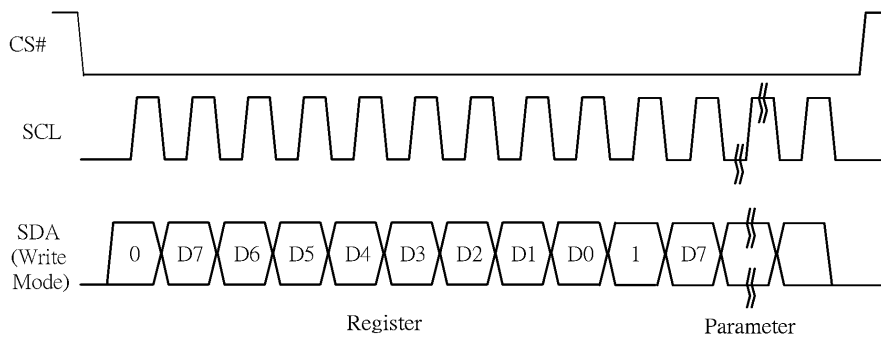 CS#
SCL
SDA
(Write
Mode)
0 D7 D6 D5 D4 D3 D2 D1 D0 1 D7
Register Parameter